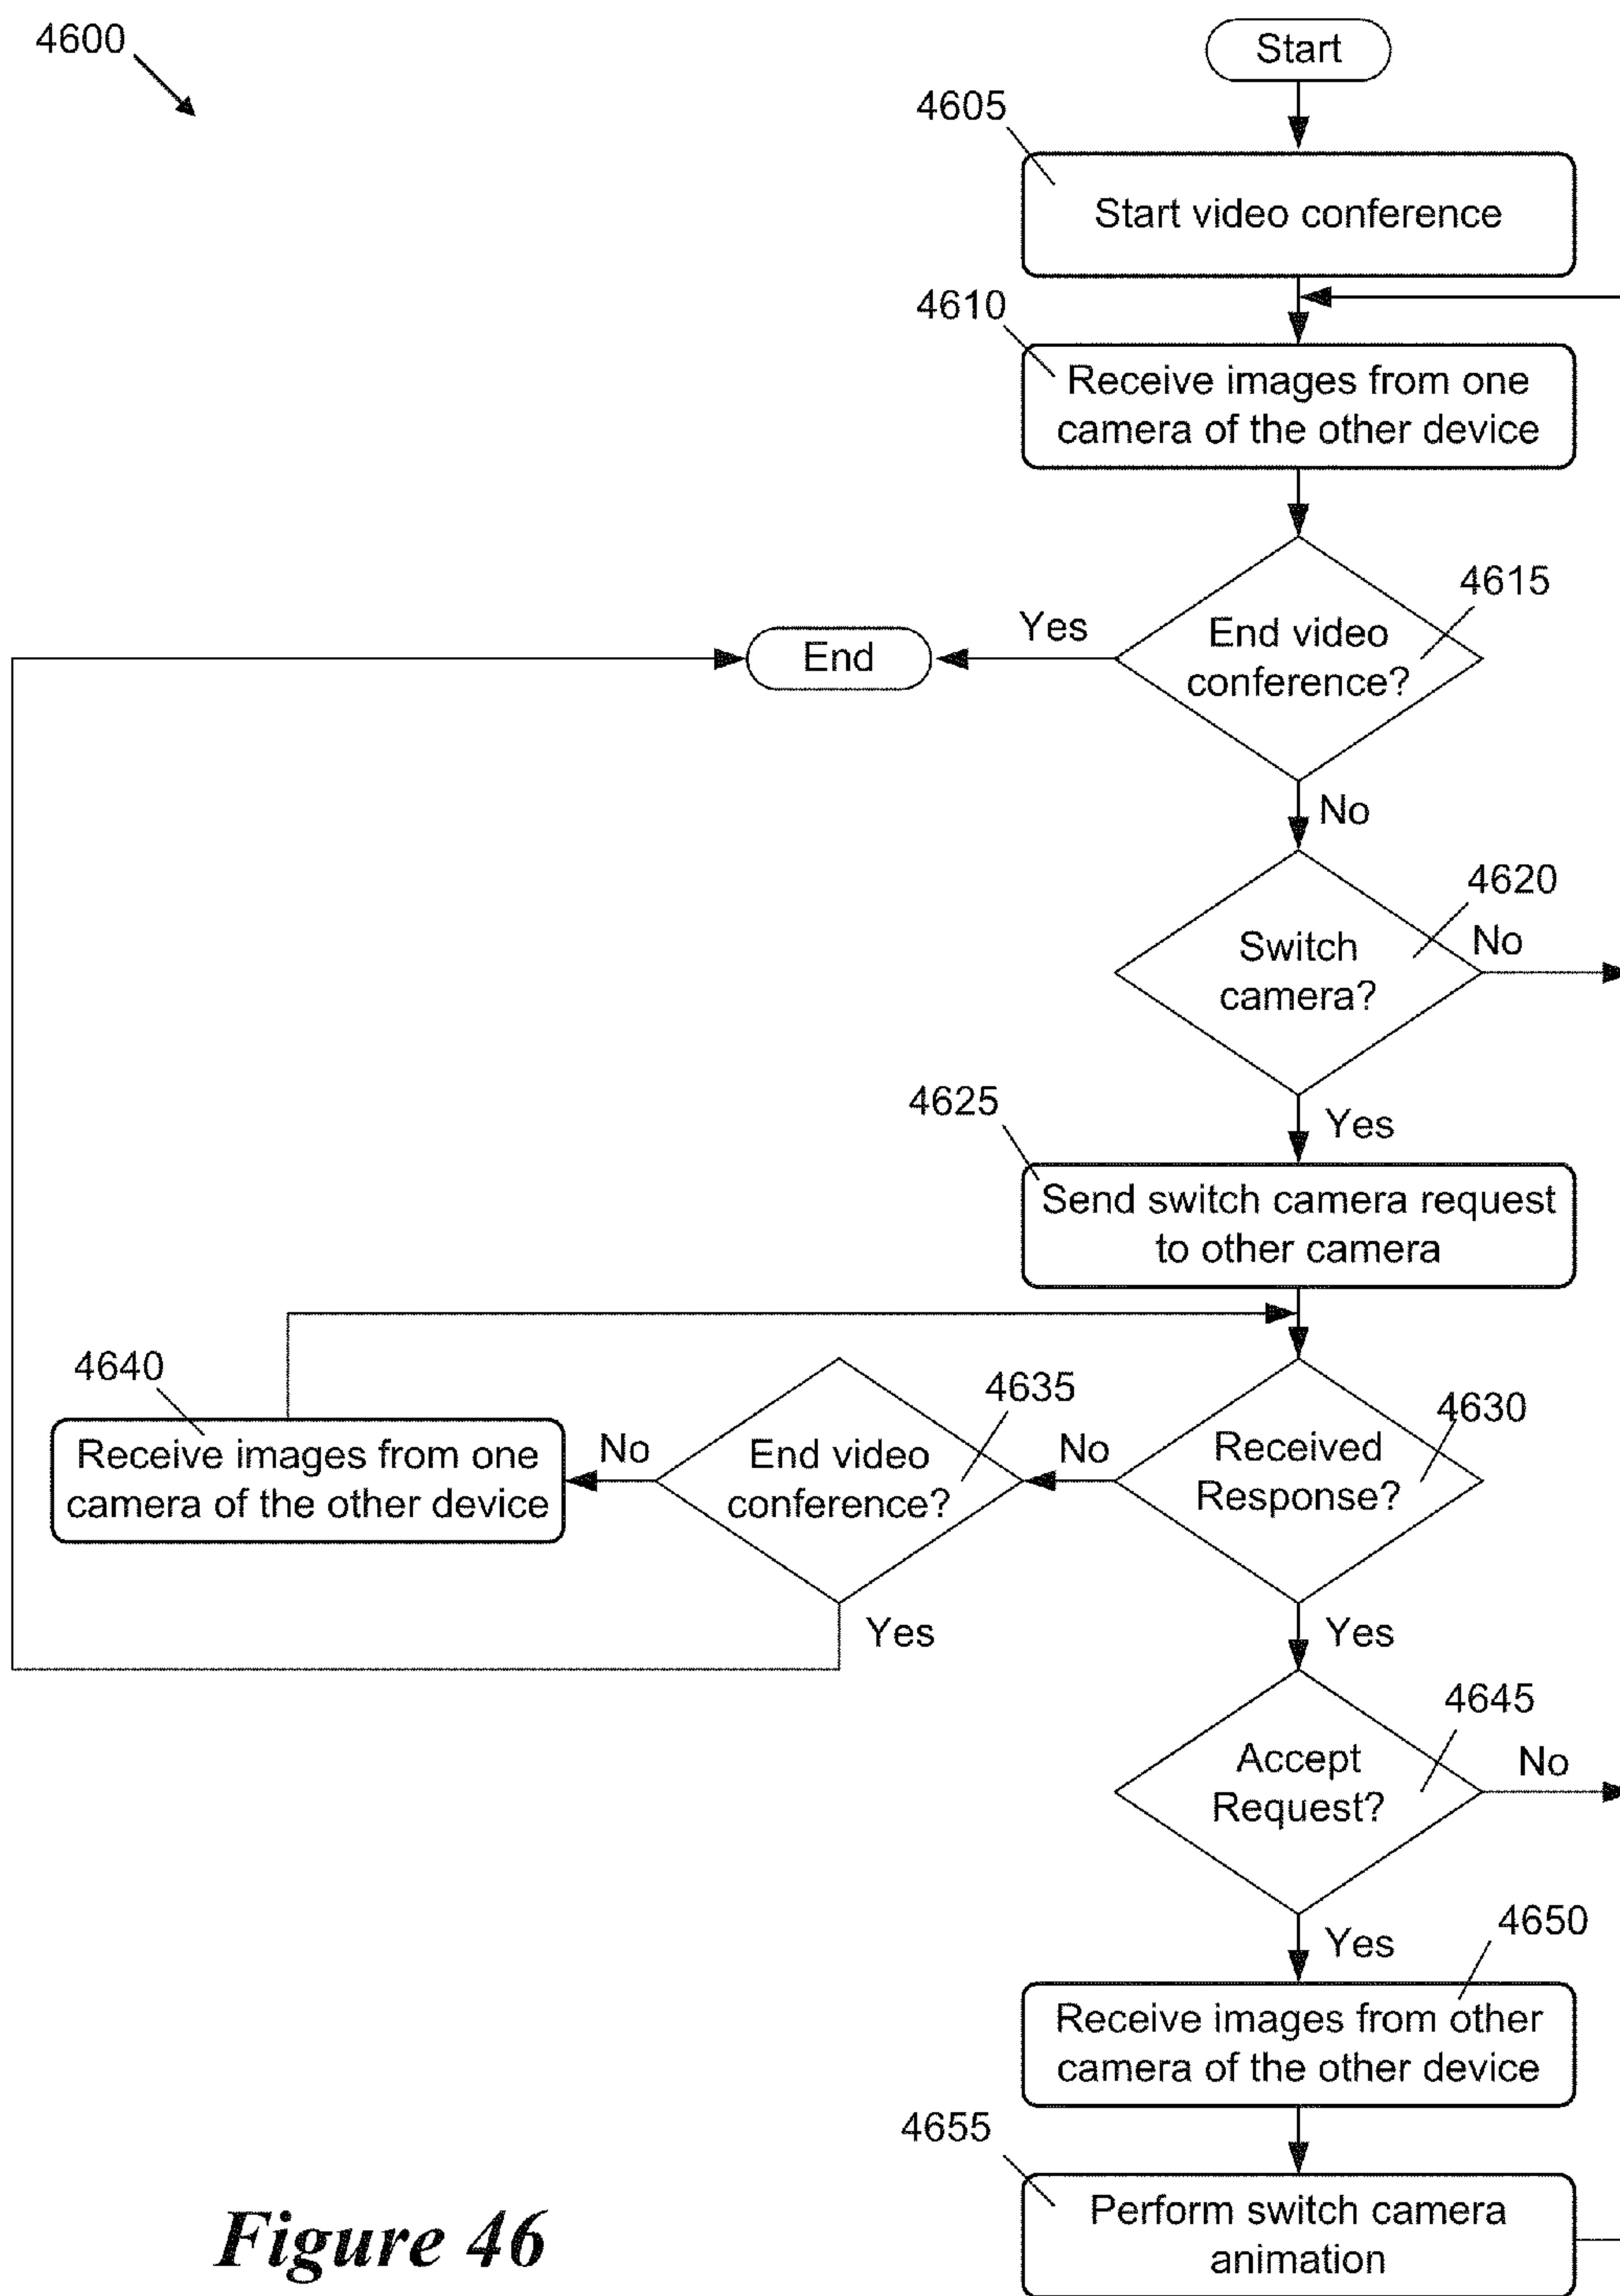 4600
Start
4605
Start video conference
4610
Receive images from one
camera of the other device
4615
End video
conference?
Yes
End
No
4620
Switch
camera?
No
Yes
4625
Send switch camera request
to other camera
4640
Receive images from one
camera of the other device
No
4635
End video
conference?
Yes
No
4630
Received
Response?
Yes
4645
Accept
Request?
No
Yes
4650
Receive images from other
camera of the other device
4655
Perform switch camera
animation
Figure 46